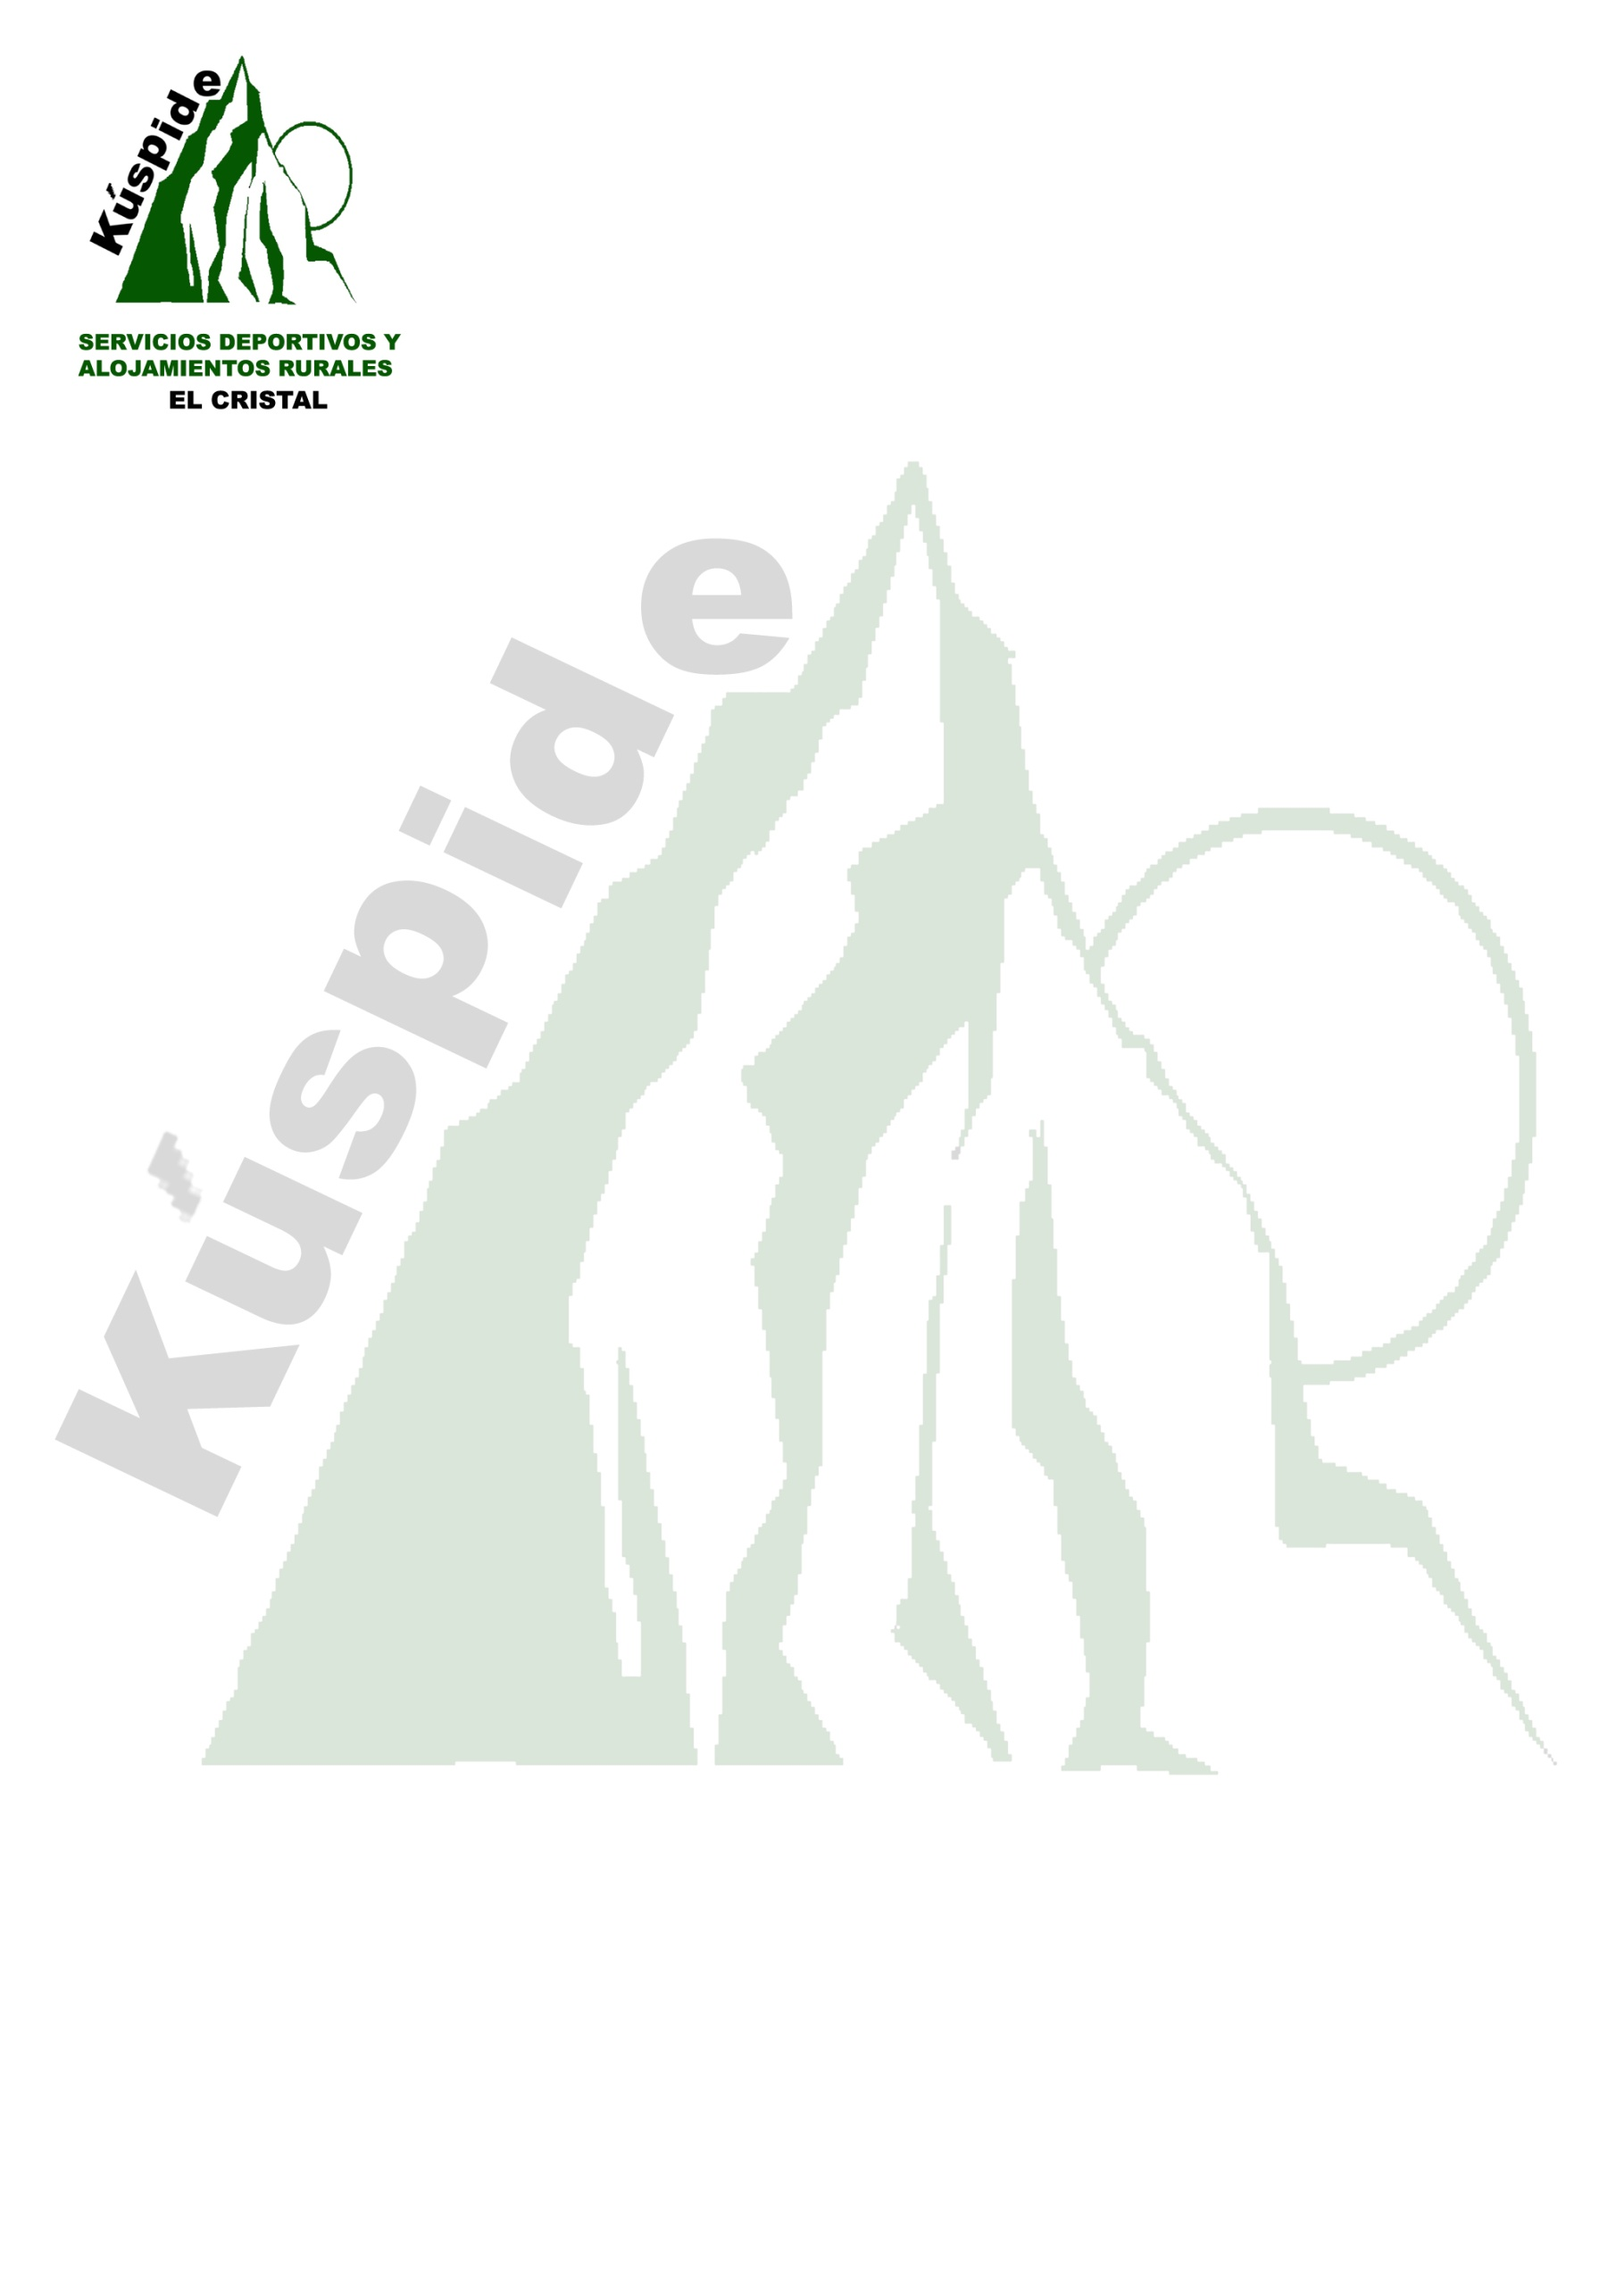 Kúspide
SERVICIOS DEPORTIVOS Y
ALOJAMIENTOS RURALES
EL CRISTAL
Kúspide